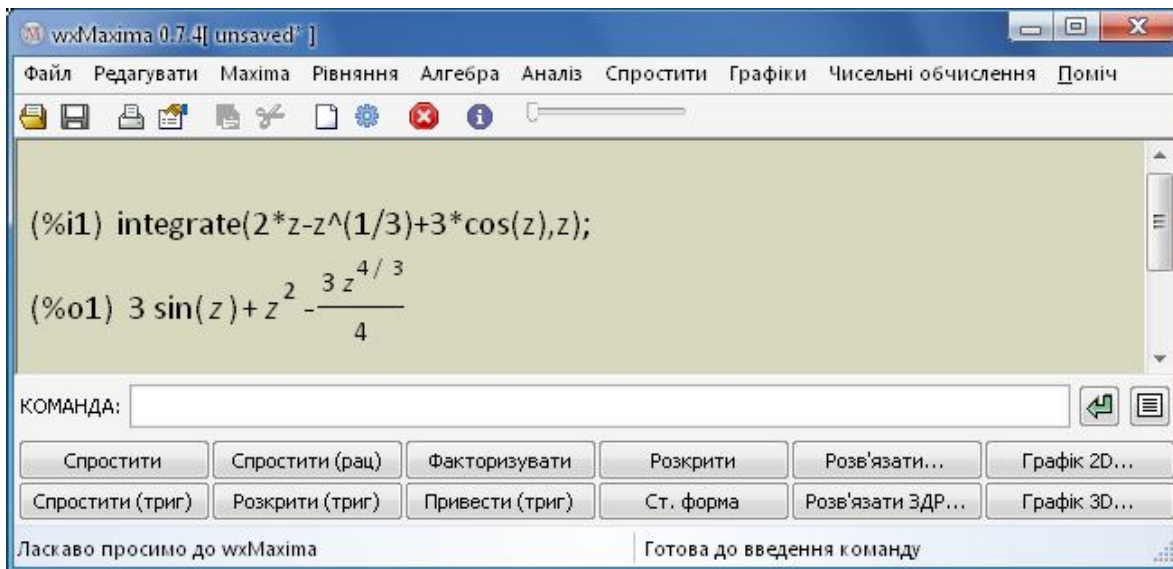 wxMaxima 0.7.4[ unsaved* ]
Файл Редагувати Maxima Рівняння Алгебра Аналіз Спростити Графіки Чисельні обчислення Поміч
(%i1) integrate(2*z-z^(1/3)+3*cos(z),z);
(%o1) 3 sin(z)+z^2-(3 z^(4/3))/4
КОМАНДА:
Спростити Спростити (рац) Факторизувати Розкрити Розв'язати... Графік 2D...
Спростити (триг) Розкрити (триг) Привести (триг) Ст. форма Розв'язати ЗДР... Графік 3D...
Ласкаво просимо до wxMaxima Готова до введення команду